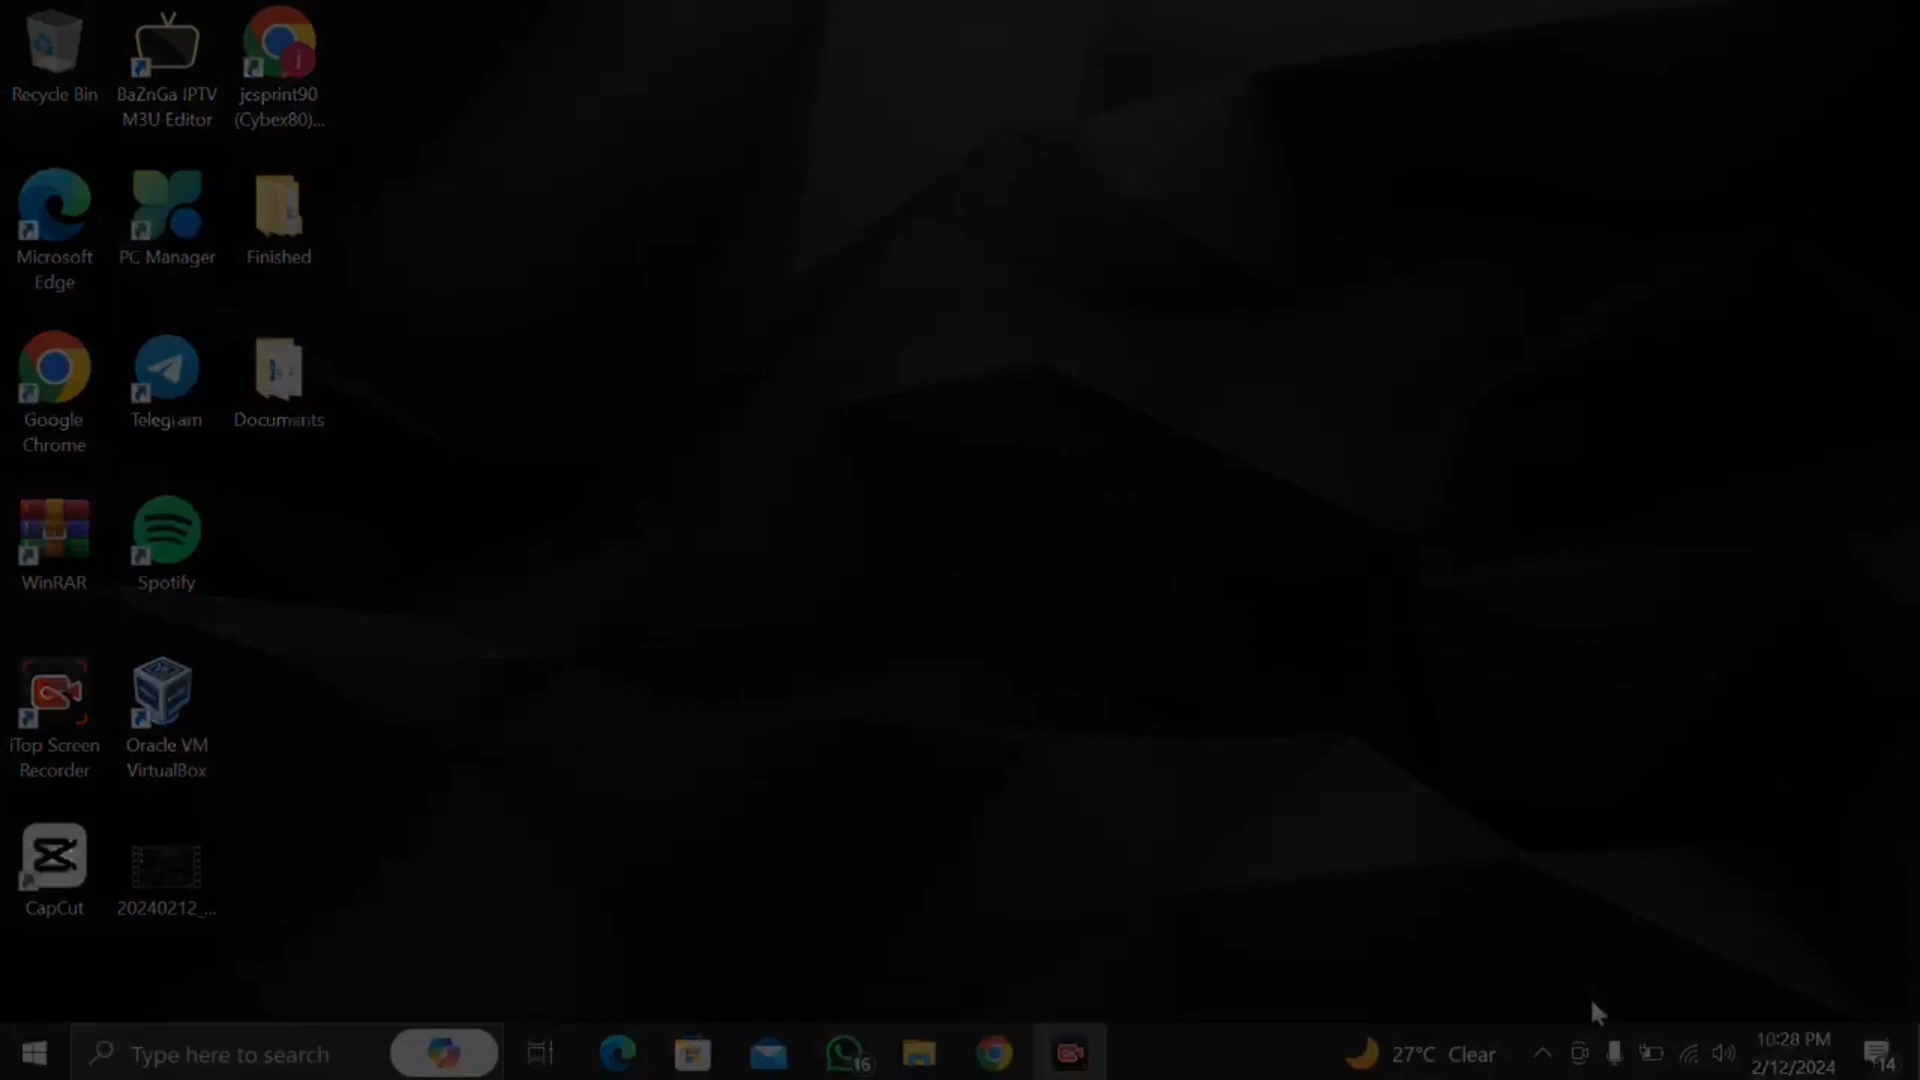 Recycle Bin
BaZnGa IPTV
M3U Editor
jcsprint90
(Cybex80)...
j
Microsoft
Edge
PC Manager
Finished
Google
Chrome
Telegram
Documents
WinRAR
Spotify
iTop Screen
Recorder
Oracle VM
VirtualBox
CapCut
20240212_...
Type here to search
16
27°C Clear
10:28 PM
2/12/2024
14